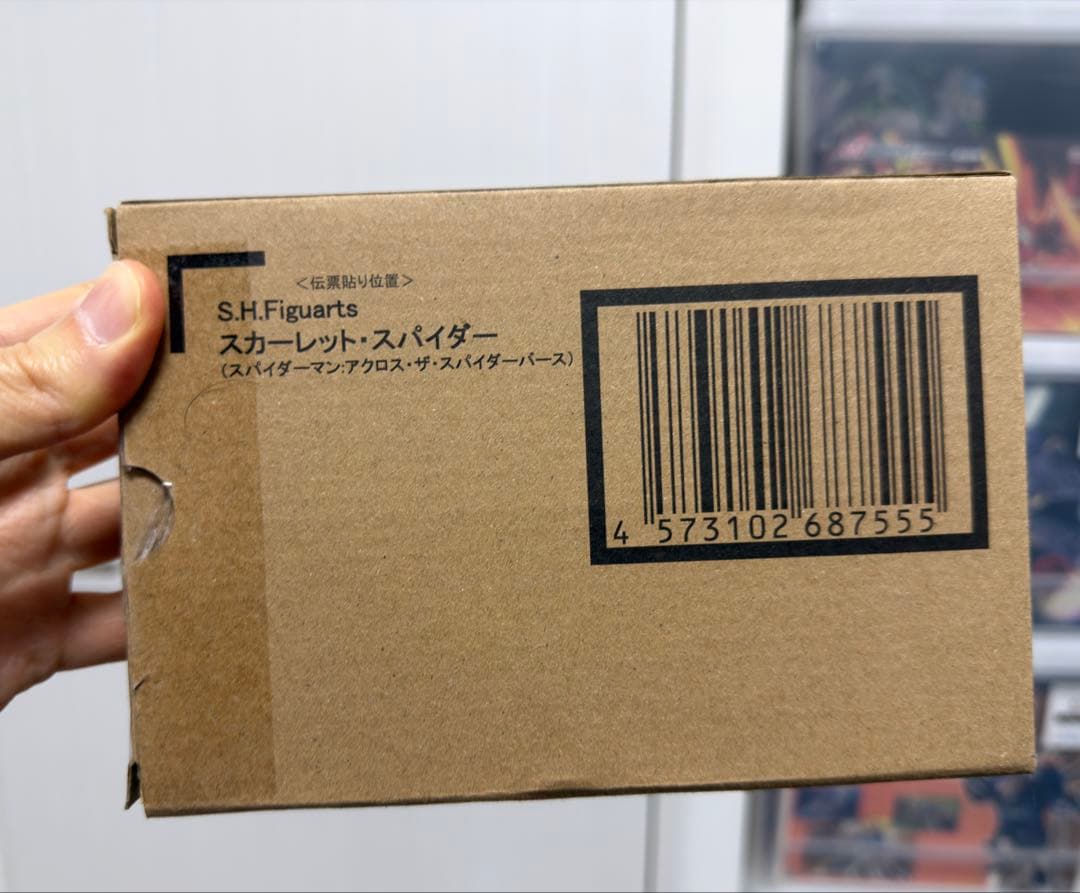 ＜伝票貼り位置＞
S.H.Figuarts
スカーレット・スパイダー
（スパイダーマン:アクロス・ザ・スパイダーバース）
4 573102 687555